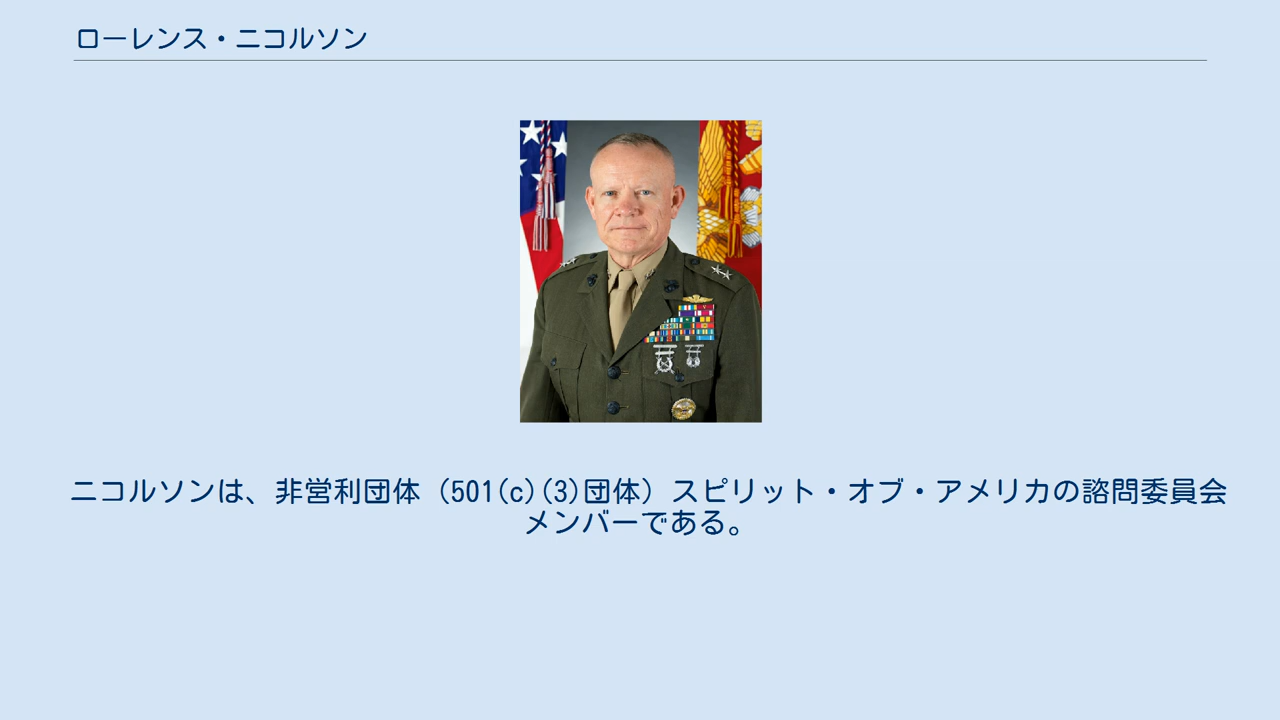 ローレンス・ニコルソン
ニコルソンは、非営利団体（501(c)(3)団体）スピリット・オブ・アメリカの諮問委員会
メンバーである。